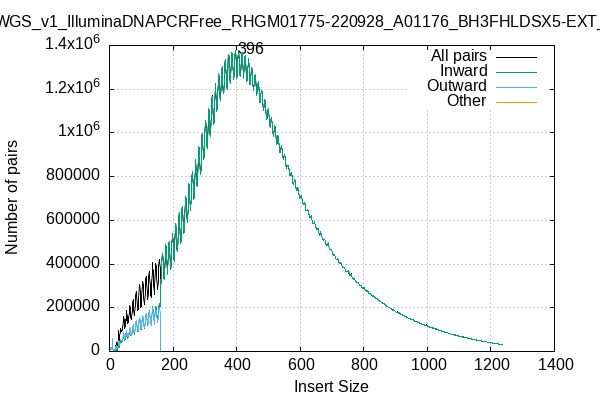 WGS_v1_IlluminaDNAPCRFree_RHGM01775-220928_A01176_BH3FHLDSX5-EXT_
1.4x10^6
1.2x10^6
1x10^6
800000
600000
400000
200000
0
Number of pairs
396
All pairs
Inward
Outward
Other
0 200 400 600 800 1000 1200 1400
Insert Size